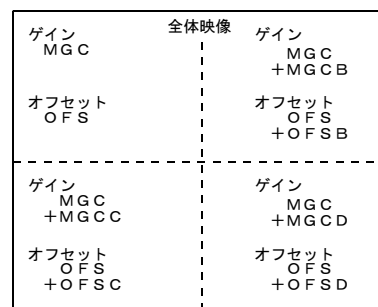 全体映像
ゲイン
MGC
オフセット
OFS
ゲイン
MGC
+MGCB
オフセット
OFS
+OFSB
ゲイン
MGC
+MGCC
オフセット
OFS
+OFSC
ゲイン
MGC
+MGCD
オフセット
OFS
+OFSD